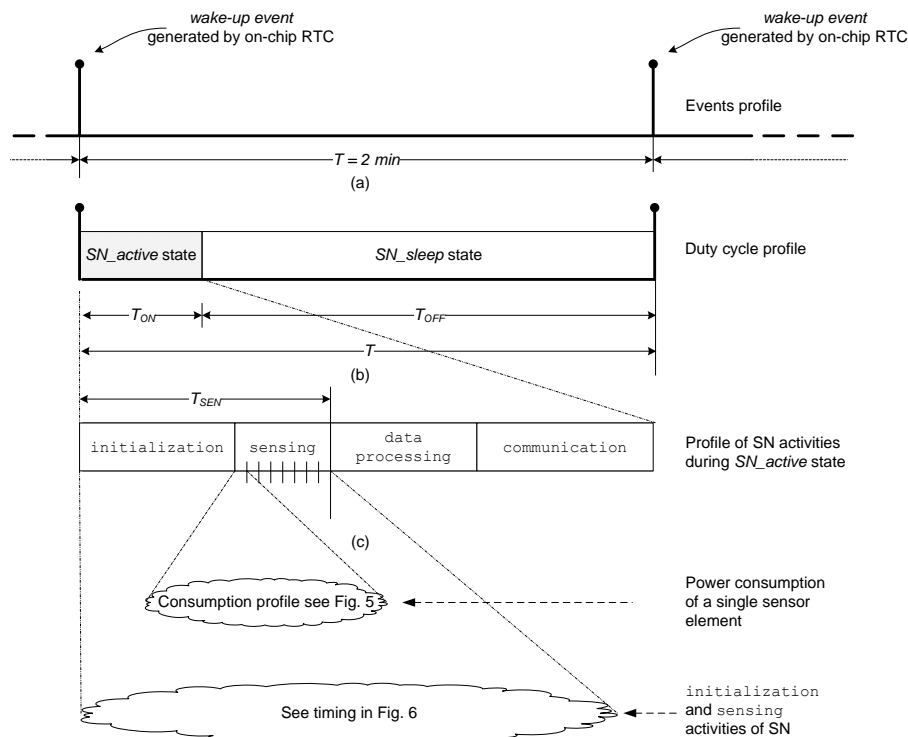 wake-up event
generated by on-chip RTC
wake-up event
generated by on-chip RTC
Events profile
T = 2 min
(a)
SN_active state
SN_sleep state
Duty cycle profile
T_ON
T_OFF
T
(b)
T_SEN
initialization
sensing
data
processing
communication
Profile of SN activities
during SN_active state
(c)
Consumption profile see Fig. 5
Power consumption
of a single sensor
element
See timing in Fig. 6
initialization
and sensing
activities of SN